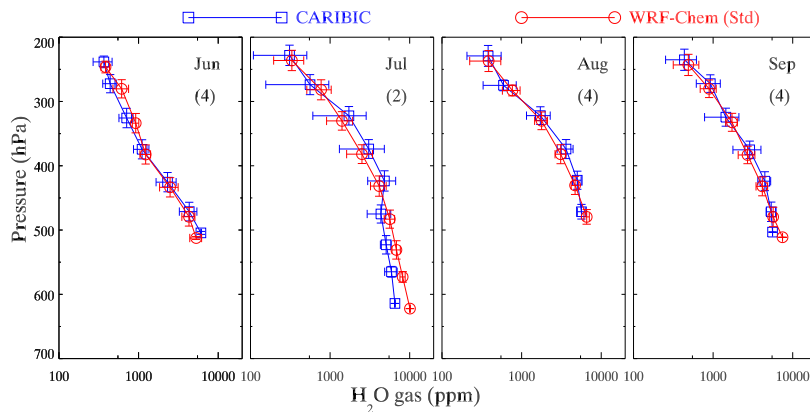 CARIBIC WRF-Chem (Std)
200
300
400
500
600
700
Pressure (hPa)
Jun
(4)
Jul
(2)
Aug
(4)
Sep
(4)
100 1000 10000 100 1000 10000 100 1000 10000 100 1000 10000
H₂O gas (ppm)